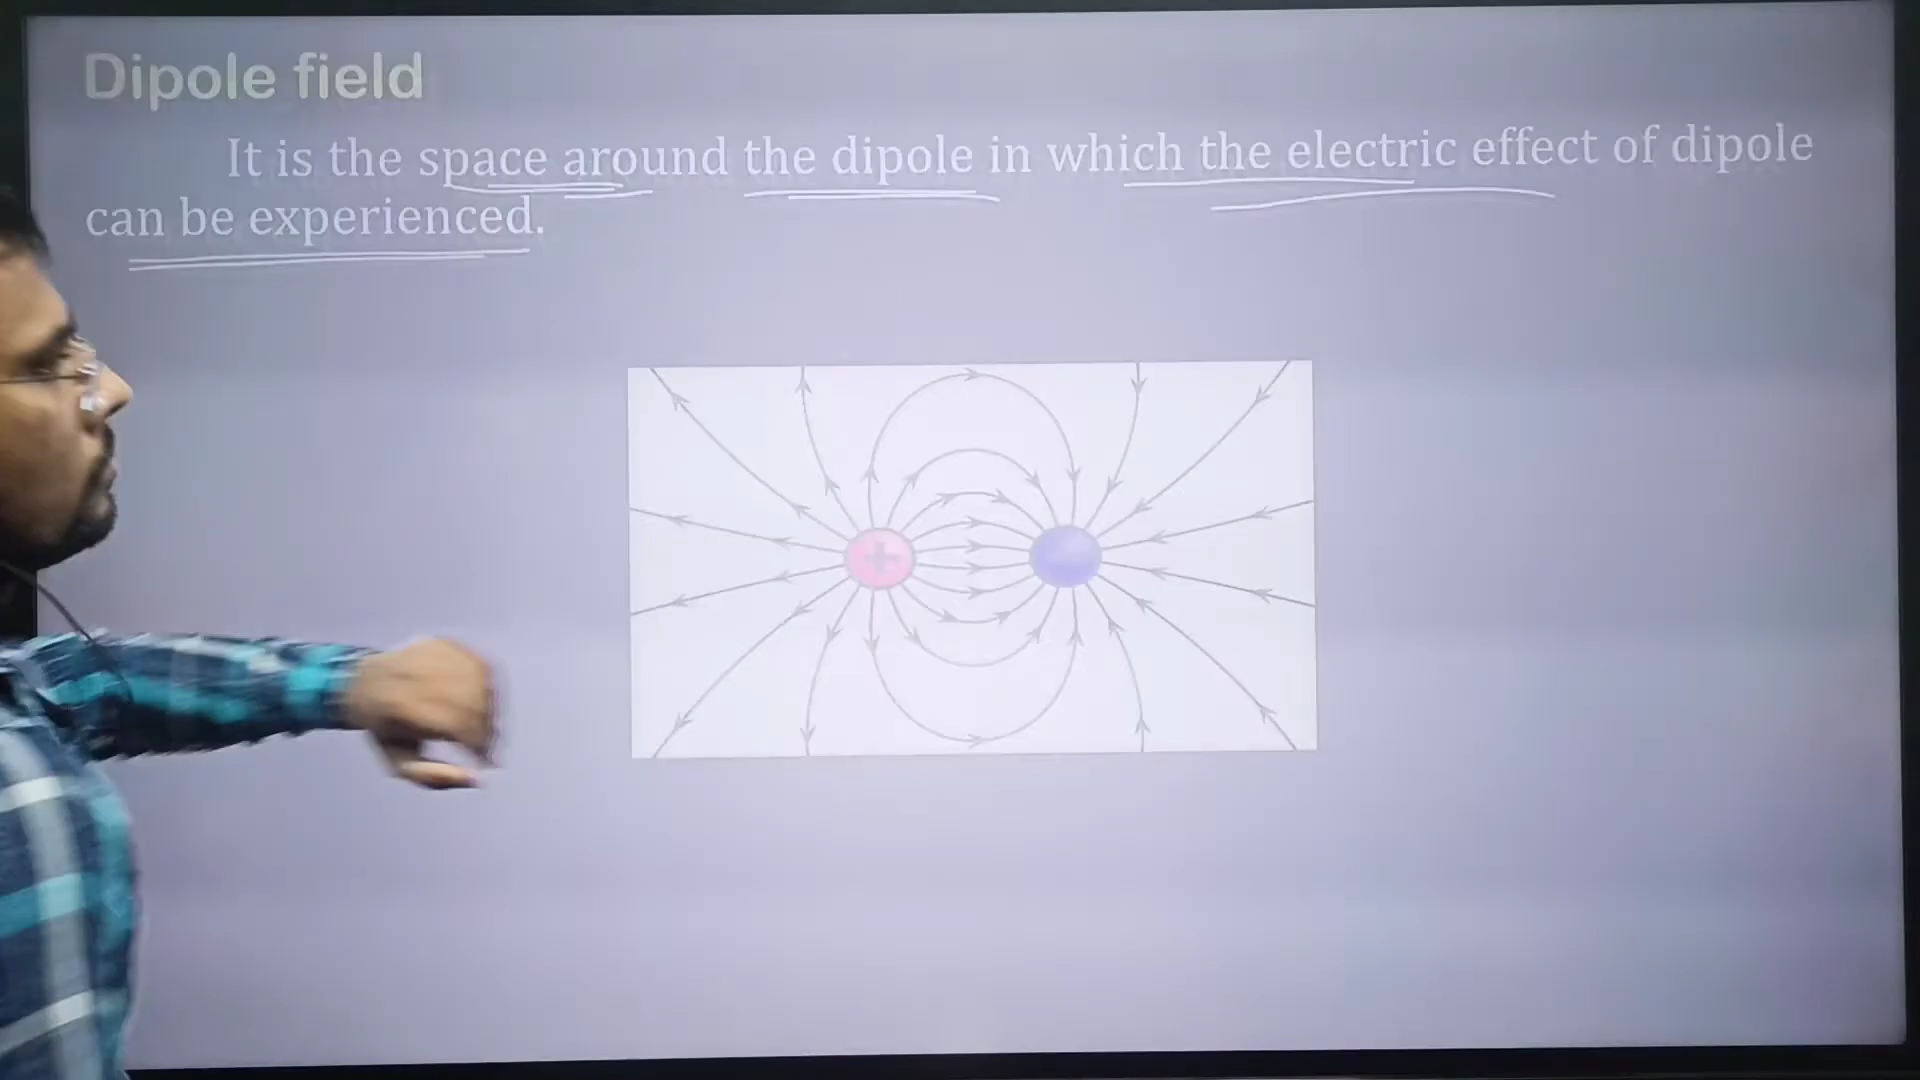 Dipole field
It is the space around the dipole in which the electric effect of dipole
can be experienced.
+